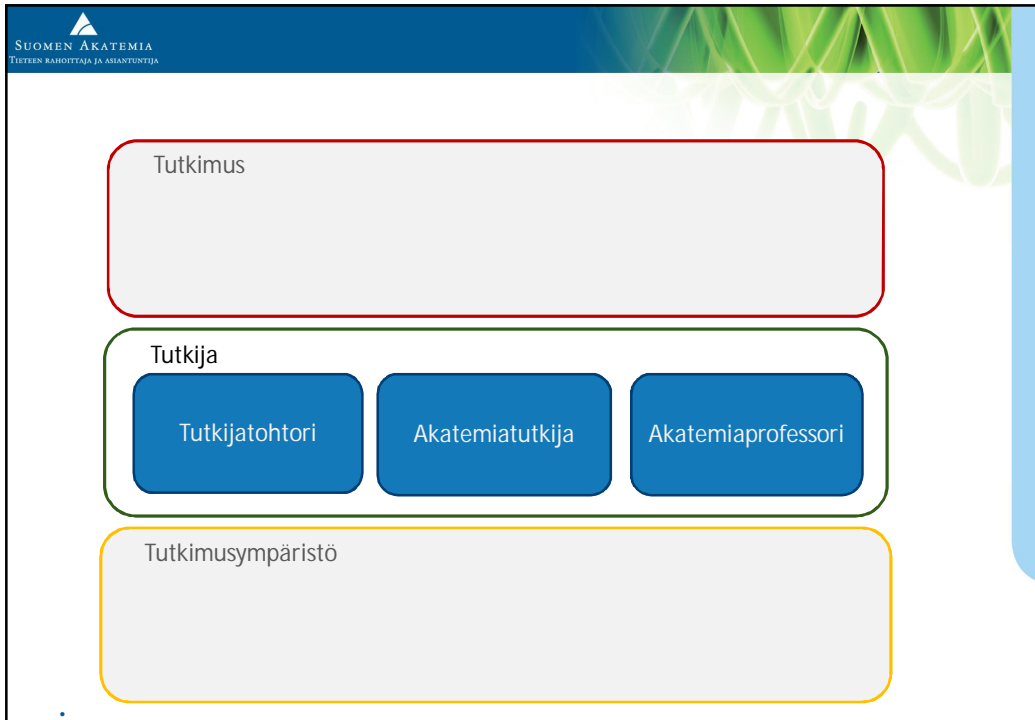 SUOMEN AKATEMIA
TIETEEN RAHOITTAJA JA ASIANTUNTIJA
Tutkimus
Tutkija
Tutkijatohtori
Akatemiatutkija
Akatemiaprofessori
Tutkimusympäristö